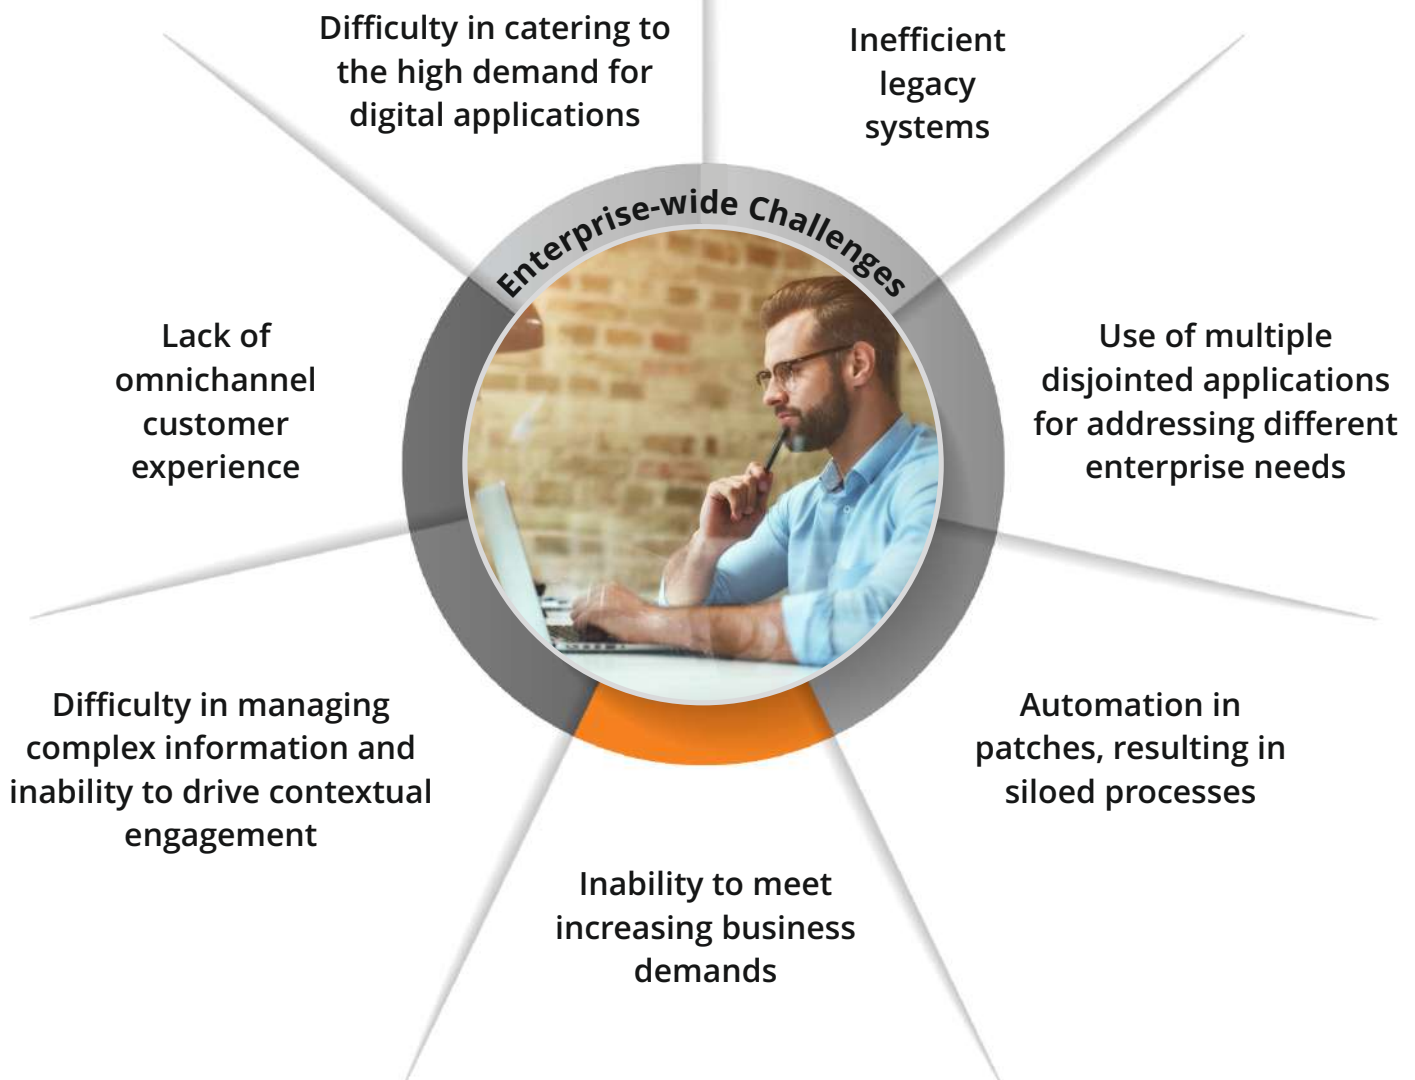 Difficulty in catering to
the high demand for
digital applications
Inefficient
legacy
systems
Enterprise-wide Challenges
Lack of
omnichannel
customer
experience
Use of multiple
disjointed applications
for addressing different
enterprise needs
Difficulty in managing
complex information and
inability to drive contextual
engagement
Automation in
patches, resulting in
siloed processes
Inability to meet
increasing business
demands